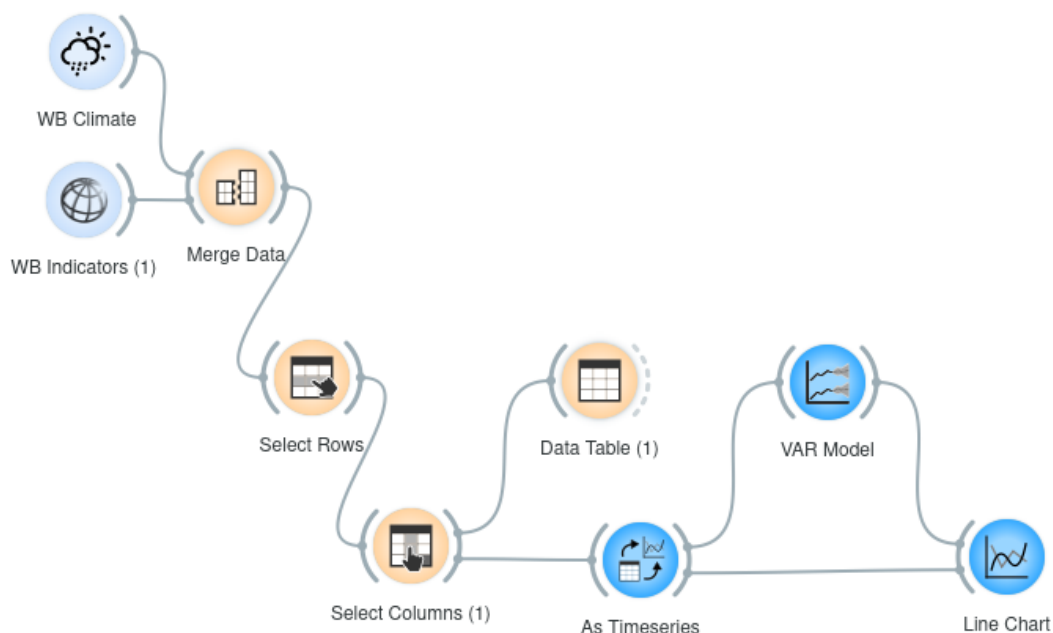 WB Climate
WB Indicators (1)
Merge Data
Select Rows
Data Table (1)
VAR Model
Select Columns (1)
As Timeseries
Line Chart